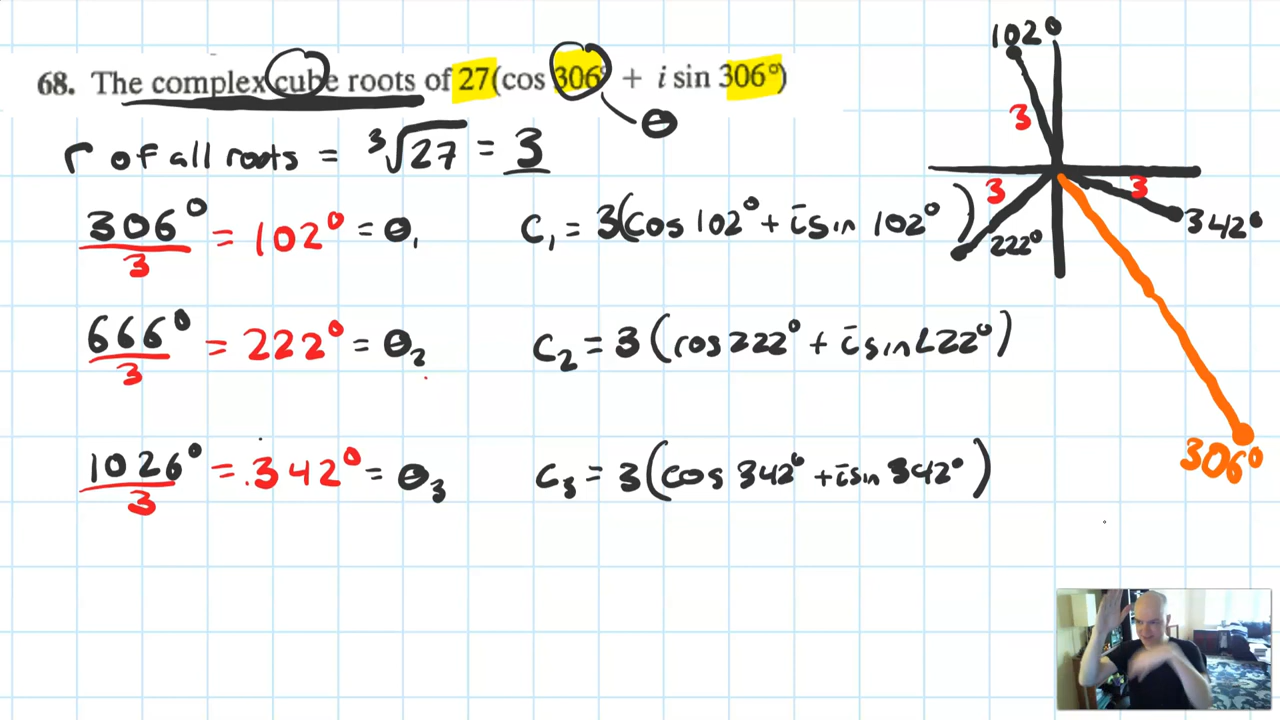 68. The complex cube roots of 27(cos 306° + i sin 306°)
θ
r of all roots = ∛27 = 3
306°/3 = 102° = θ₁
C₁ = 3(cos 102° + i sin 102°)
666°/3 = 222° = θ₂
C₂ = 3(cos 222° + i sin 222°)
1026°/3 = 342° = θ₃
C₃ = 3(cos 342° + i sin 342°)
102°
3
3
3
342°
222°
306°